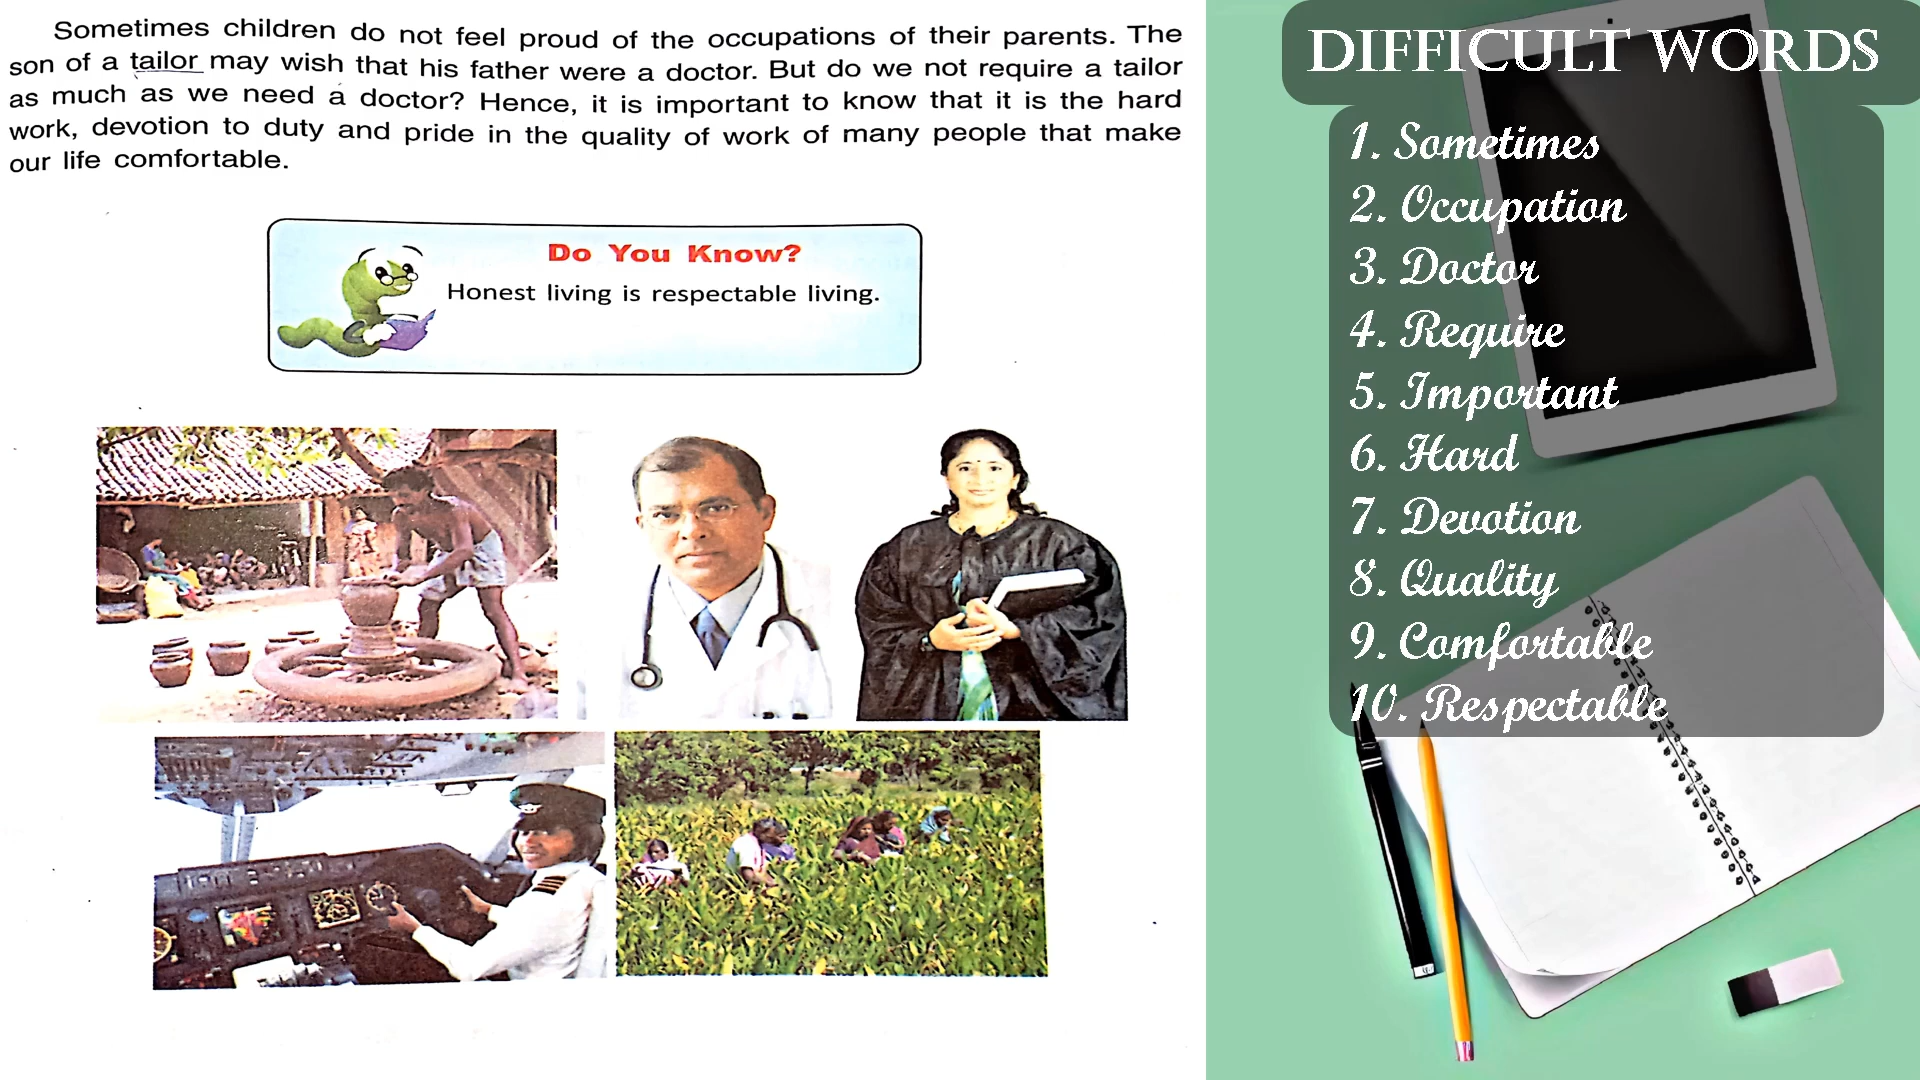 Sometimes children do not feel proud of the occupations of their parents. The
son of a tailor may wish that his father were a doctor. But do we not require a tailor
as much as we need a doctor? Hence, it is important to know that it is the hard
work, devotion to duty and pride in the quality of work of many people that make
our life comfortable.
Do You Know?
Honest living is respectable living.
DIFFICULT WORDS
1. Sometimes
2. Occupation
3. Doctor
4. Require
5. Important
6. Hard
7. Devotion
8. Quality
9. Comfortable
10. Respectable